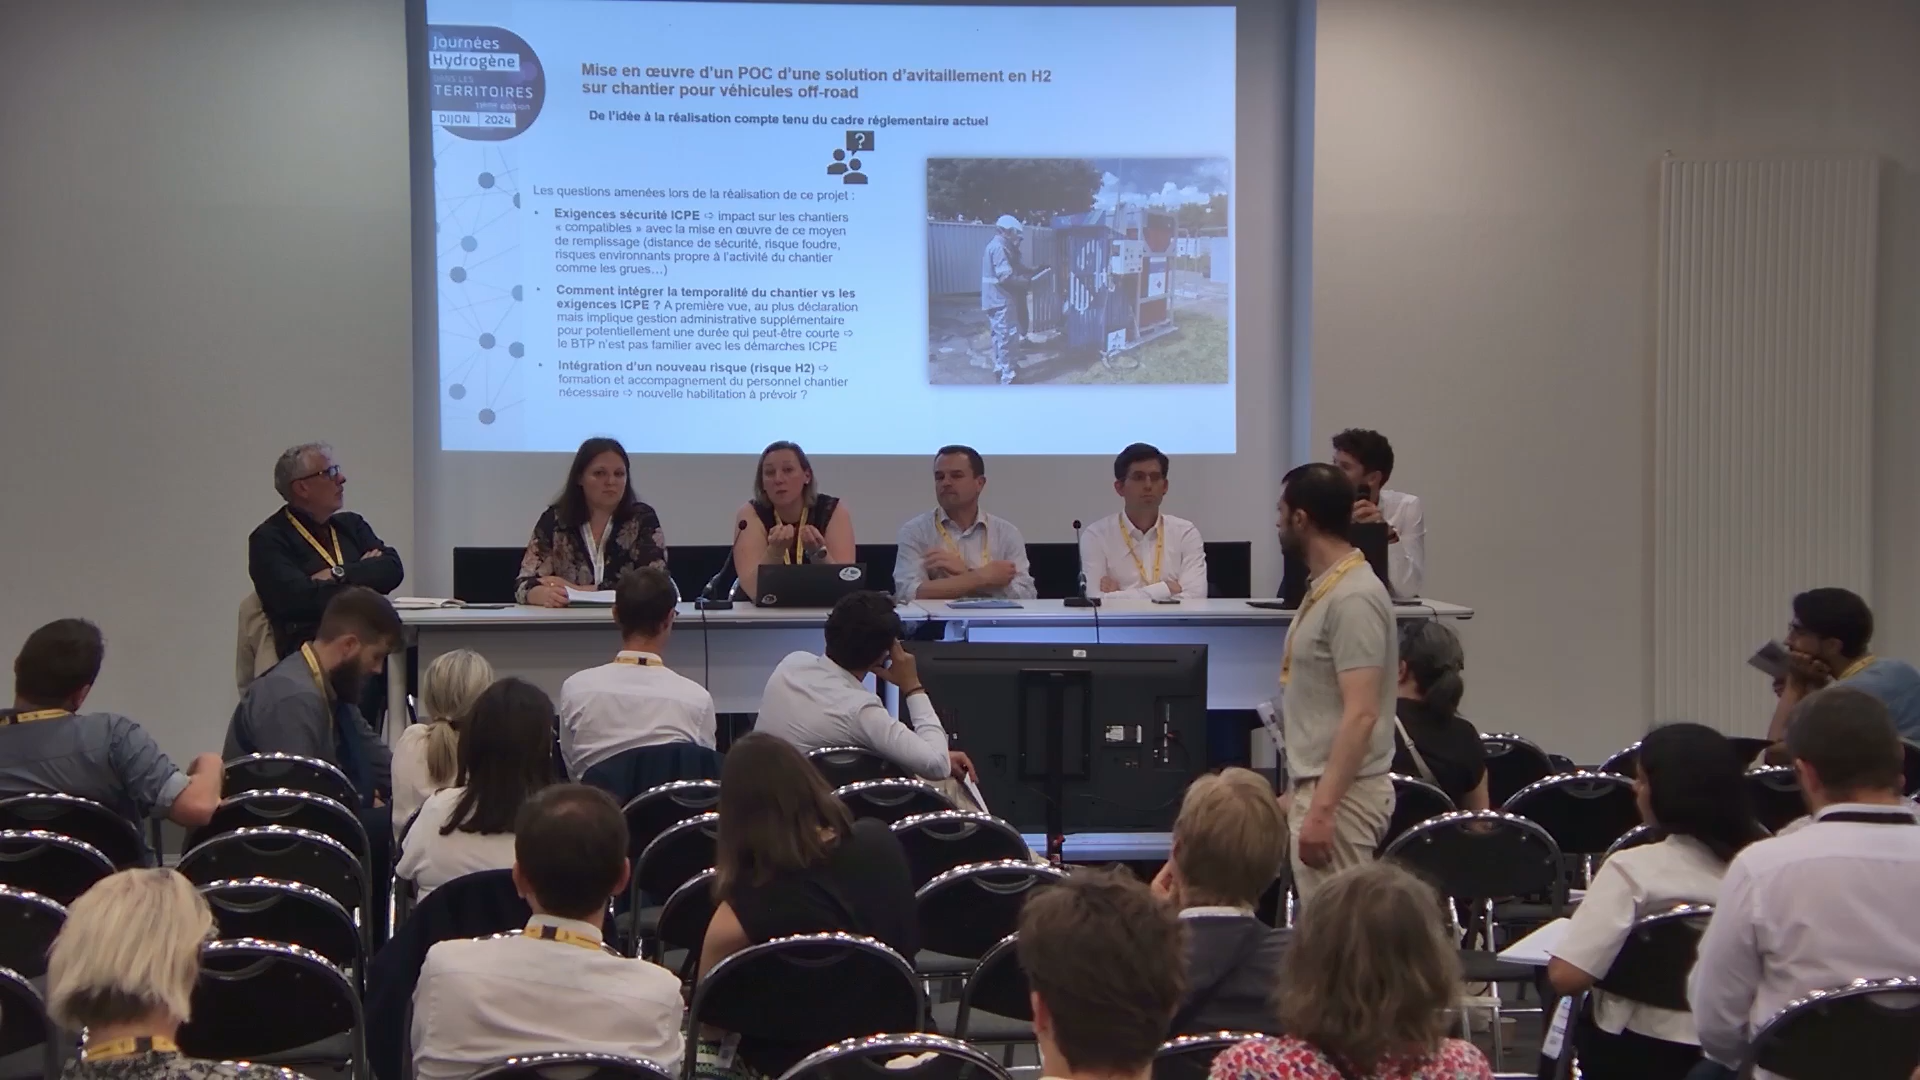 Journées
Hydrogène
DANS LES
TERRITOIRES
DIJON 2024
Mise en œuvre d'un POC d'une solution d'avitaillement en H2
sur chantier pour véhicules off-road
De l'idée à la réalisation compte tenu du cadre réglementaire actuel
?
Les questions amenées lors de la réalisation de ce projet :
• Exigences sécurité ICPE ⇨ impact sur les chantiers
« compatibles » avec la mise en œuvre de ce moyen
de remplissage (distance de sécurité, risque foudre,
risques environnants propre à l'activité du chantier
comme les grues…)
• Comment intégrer la temporalité du chantier vs les
exigences ICPE ? A première vue, au plus déclaration
mais implique gestion administrative supplémentaire
pour potentiellement une durée qui peut-être courte ⇨
le BTP n'est pas familier avec les démarches ICPE
• Intégration d'un nouveau risque (risque H2) ⇨
formation et accompagnement du personnel chantier
nécessaire ⇨ nouvelle habilitation à prévoir ?